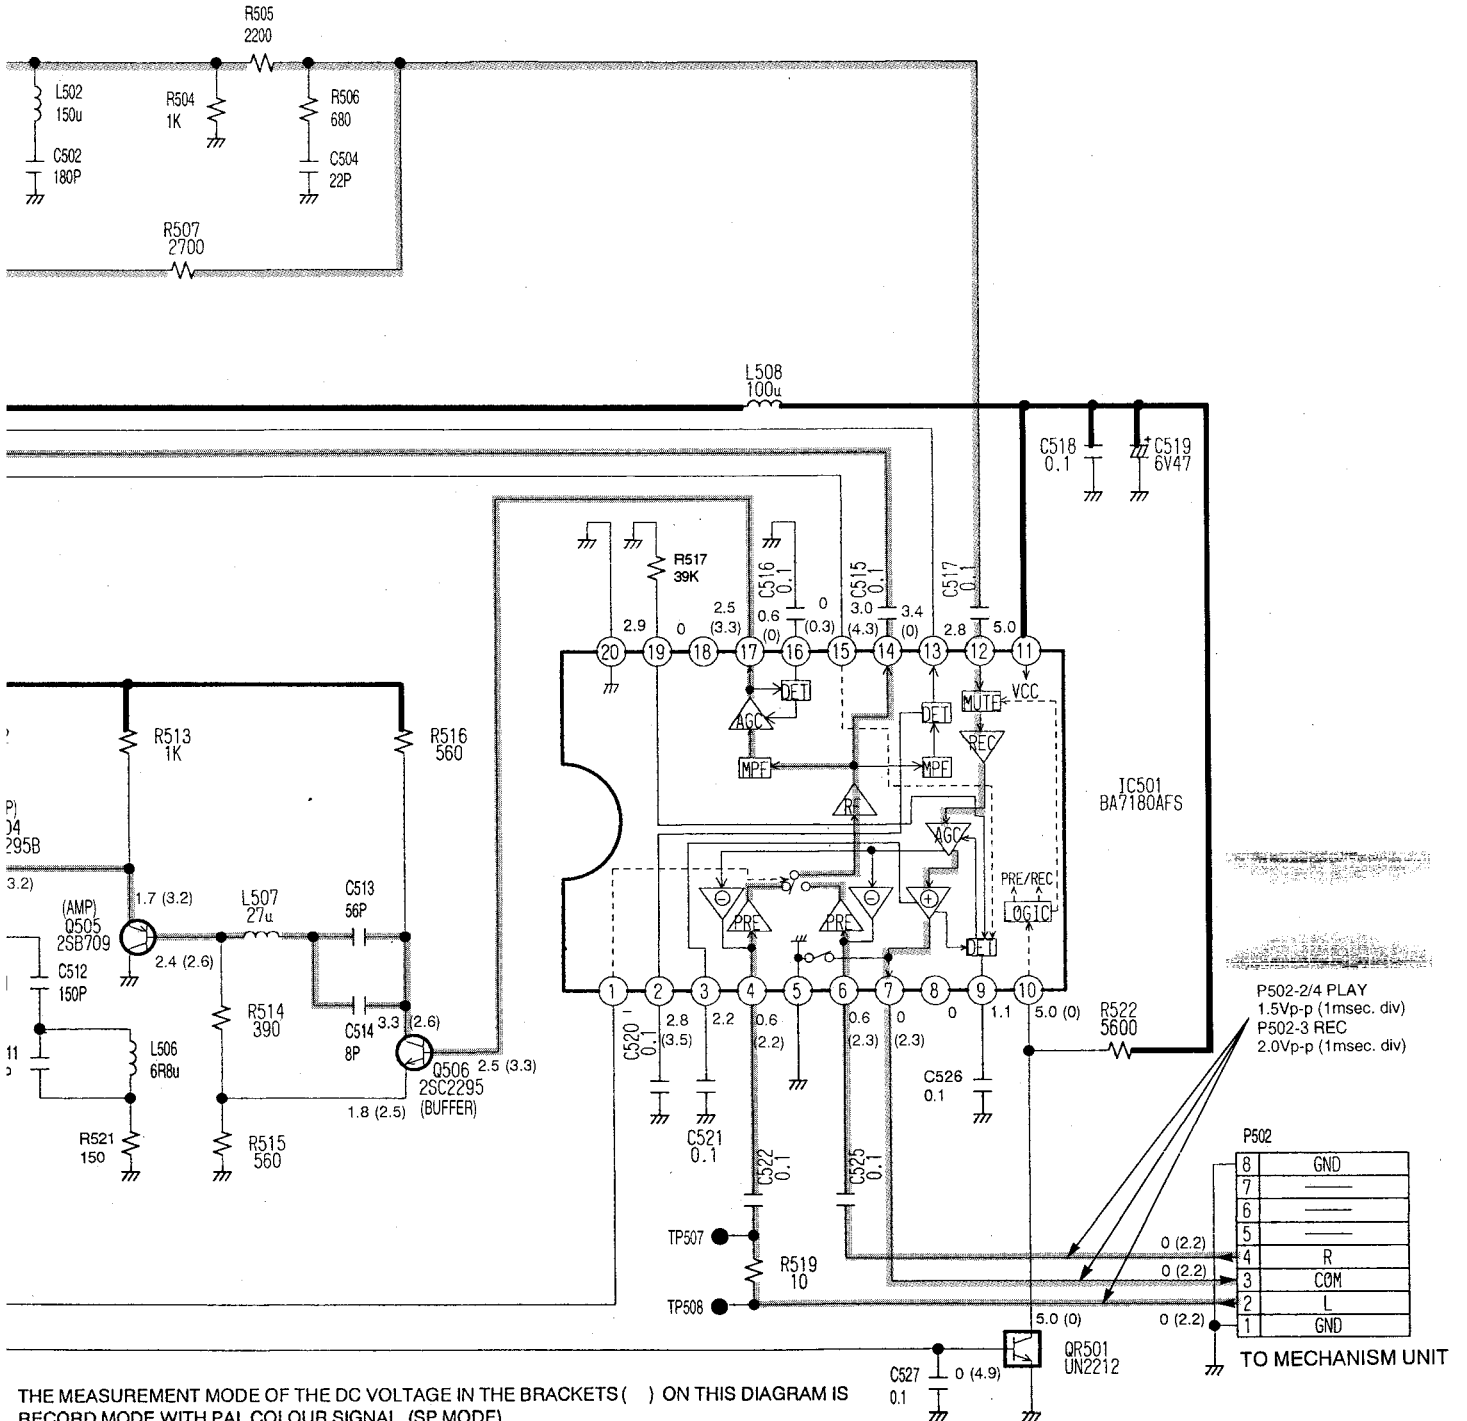 R505
2200
L502
150u
R504
1K
R506
680
C502
180P
C504
22P
R507
2700
L508
100u
C518
0.1
C519
6V47
+
R517
39K
C516
0.1
C515
0.1
C517
0.1
2.9
0
2.5
(3.3)
0.6
(0)
0
(0.3)
3.0
(4.3)
3.4
(0)
2.8
5.0
20
19
18
17
16
15
14
13
12
11
VCC
DET
AGC
MPF
DET
MPF
MUTE
REC
RF
AGC
PRE
PRE
PRE/REC
LOGIC
DET
IC501
BA7180AFS
R513
1K
R516
560
P)
04
295B
3.2)
1.7 (3.2)
(AMP)
Q505
2SB709
2.4 (2.6)
L507
27u
C513
56P
C512
150P
R514
390
C514
8P
3.3 (2.6)
11
L506
6R8u
Q506
2SC2295
(BUFFER)
2.5 (3.3)
1.8 (2.5)
R521
150
R515
560
1
2
3
4
5
6
7
8
9
10
C520
0.1
2.8
(3.5)
2.2
0.6
(2.2)
0.6
(2.3)
0
(2.3)
0
1.1
5.0 (0)
C521
0.1
C522
0.1
C525
0.1
C526
0.1
R522
5600
P502-2/4 PLAY
1.5Vp-p (1msec. div)
P502-3 REC
2.0Vp-p (1msec. div)
P502
8 GND
7
6
5
4 R
3 COM
2 L
1 GND
0 (2.2)
0 (2.2)
0 (2.2)
TO MECHANISM UNIT
TP507
R519
10
TP508
5.0 (0)
QR501
UN2212
C527
0.1
0 (4.9)
THE MEASUREMENT MODE OF THE DC VOLTAGE IN THE BRACKETS ( ) ON THIS DIAGRAM IS
RECORD MODE WITH PAL COLOUR SIGNAL (SP MODE)